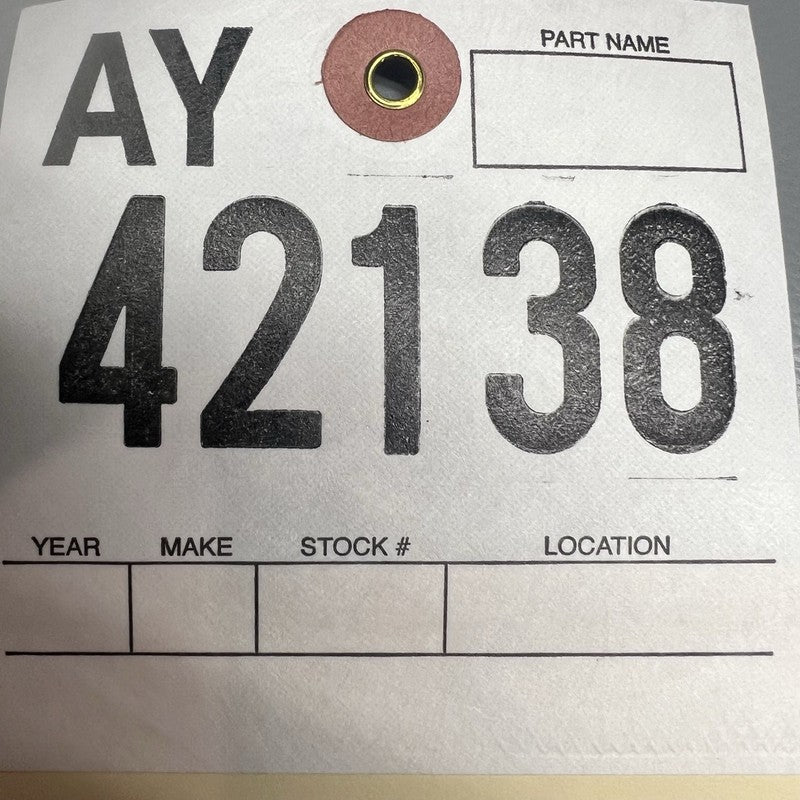 AY
PART NAME
42138
YEAR MAKE STOCK # LOCATION